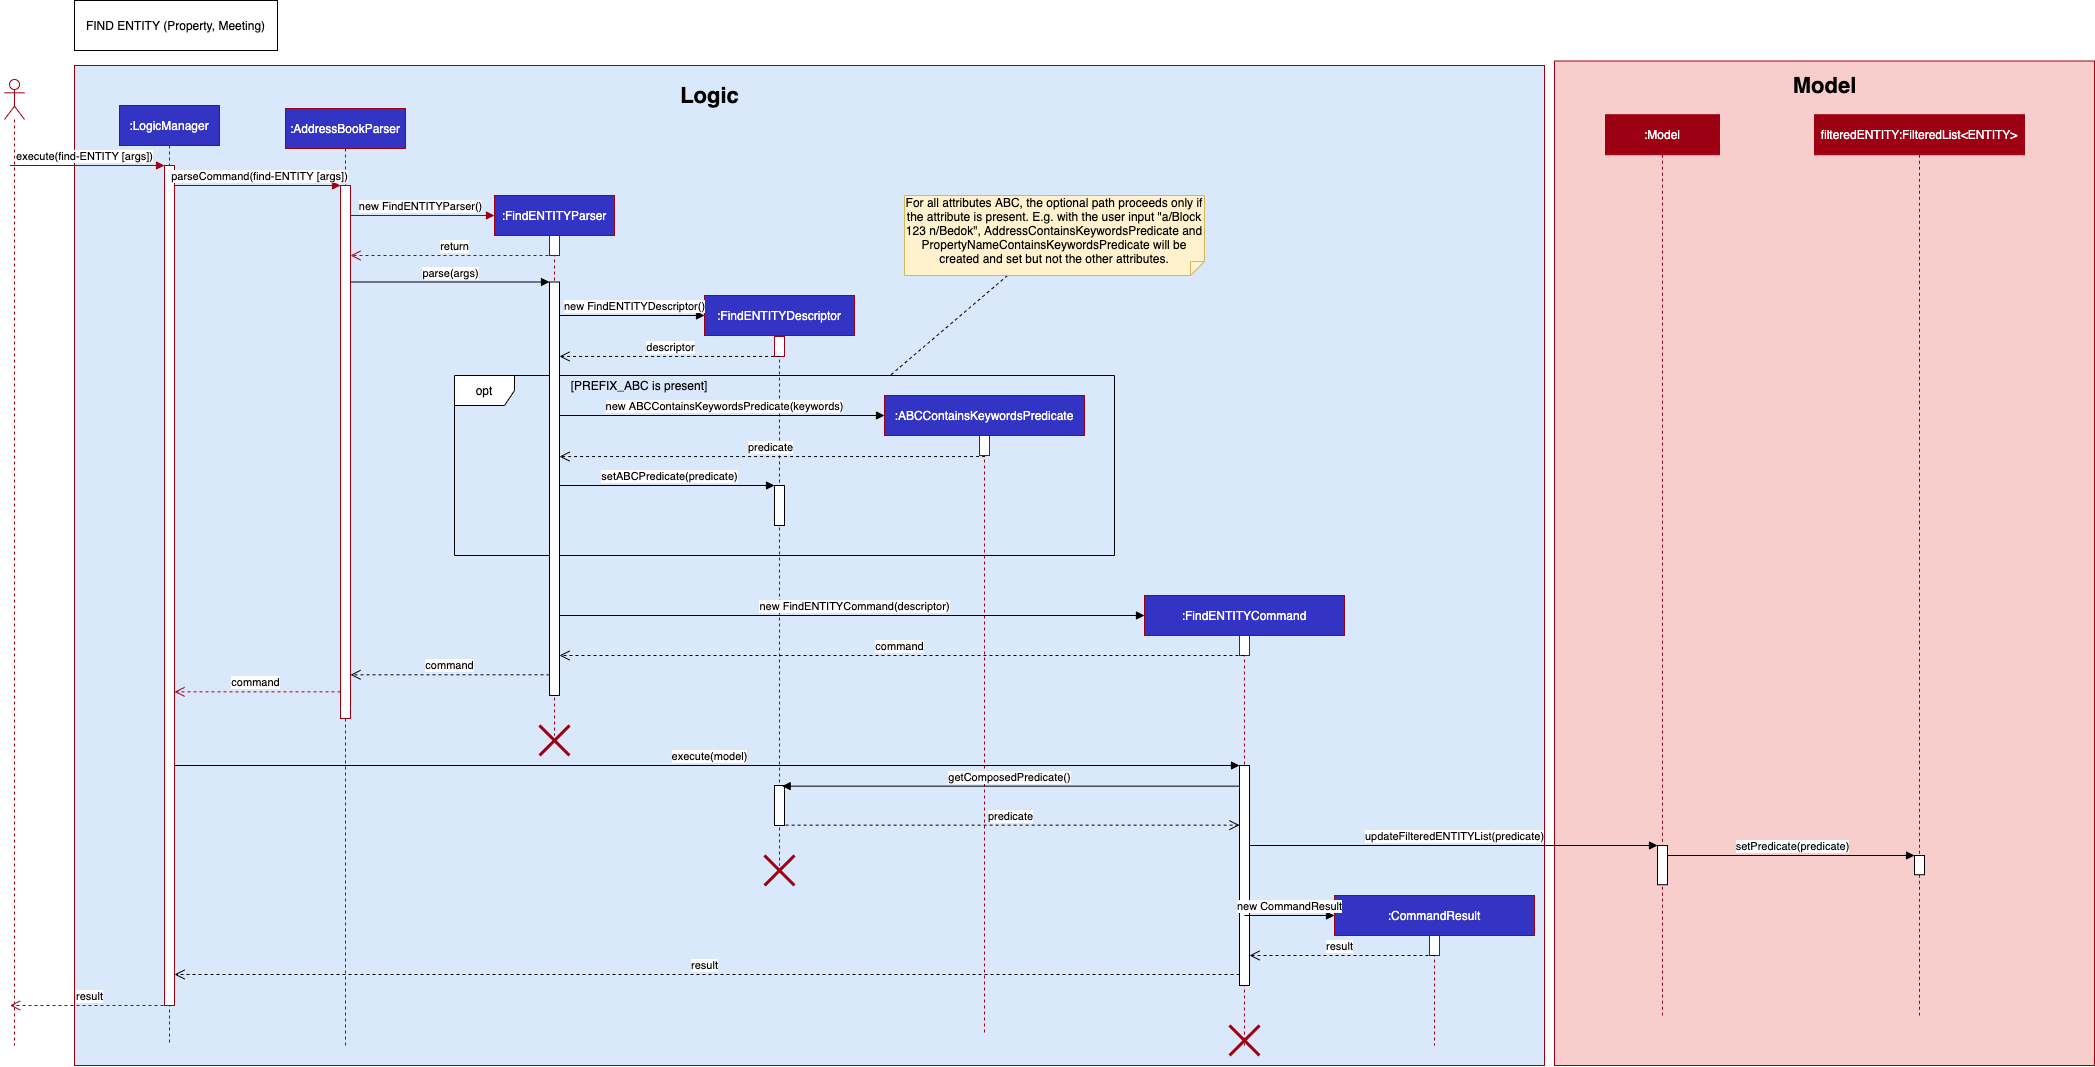 FIND ENTITY (Property, Meeting)
Logic
Model
:LogicManager
:AddressBookParser
:Model
filteredENTITY:FilteredList<ENTITY>
execute(find-ENTITY [args])
parseCommand(find-ENTITY [args])
new FindENTITYParser()
:FindENTITYParser
For all attributes ABC, the optional path proceeds only if
the attribute is present. E.g. with the user input "a/Block
123 n/Bedok", AddressContainsKeywordsPredicate and
PropertyNameContainsKeywordsPredicate will be
created and set but not the other attributes.
return
parse(args)
new FindENTITYDescriptor()
:FindENTITYDescriptor
descriptor
opt
[PREFIX_ABC is present]
new ABCContainsKeywordsPredicate(keywords)
:ABCContainsKeywordsPredicate
predicate
setABCPredicate(predicate)
new FindENTITYCommand(descriptor)
:FindENTITYCommand
command
command
command
execute(model)
getComposedPredicate()
predicate
updateFilteredENTITYList(predicate)
setPredicate(predicate)
new CommandResult
:CommandResult
result
result
result